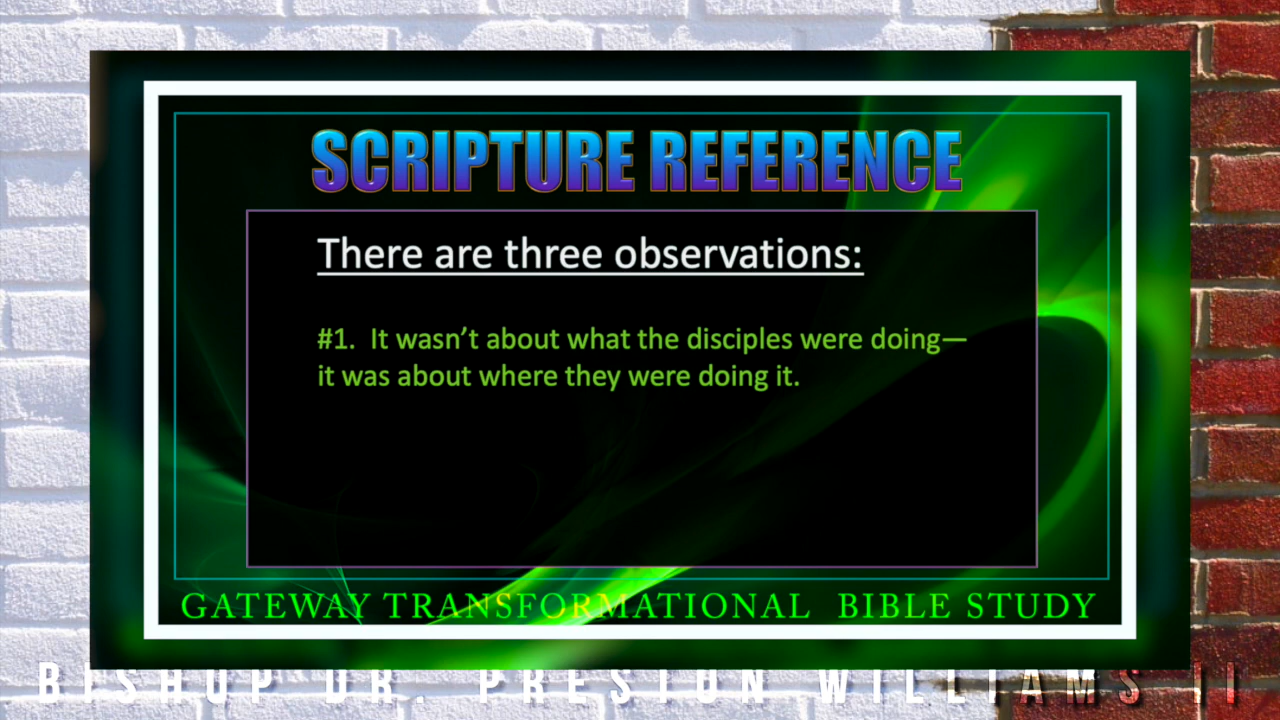 SCRIPTURE REFERENCE
There are three observations:
#1. It wasn't about what the disciples were doing—
it was about where they were doing it.
GATEWAY TRANSFORMATIONAL BIBLE STUDY
BISHOP DR. PRESTON WILLIAMS II